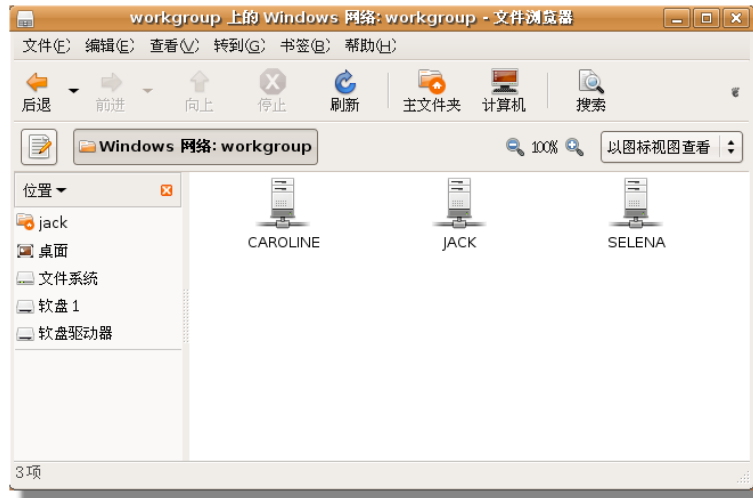 workgroup 上的 Windows 网络: workgroup - 文件浏览器
文件(F) 编辑(E) 查看(V) 转到(G) 书签(B) 帮助(H)
后退 前进 向上 停止 刷新 主文件夹 计算机 搜索
Windows 网络: workgroup 100% 以图标视图查看
位置
jack
桌面
文件系统
软盘 1
软盘驱动器
CAROLINE JACK SELENA
3项